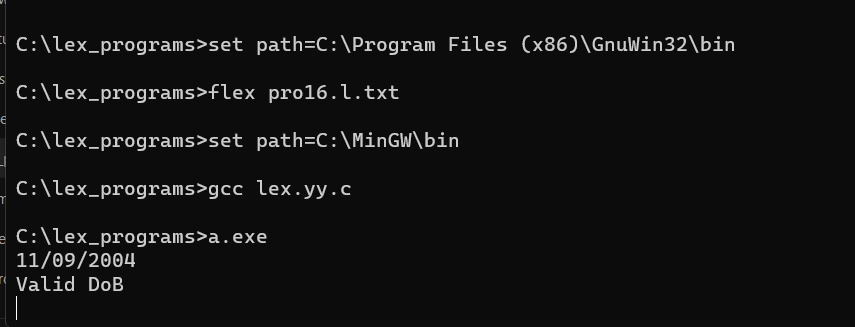 C:\lex_programs>set path=C:\Program Files (x86)\GnuWin32\bin
C:\lex_programs>flex pro16.l.txt
C:\lex_programs>set path=C:\MinGW\bin
C:\lex_programs>gcc lex.yy.c
C:\lex_programs>a.exe
11/09/2004
Valid DoB